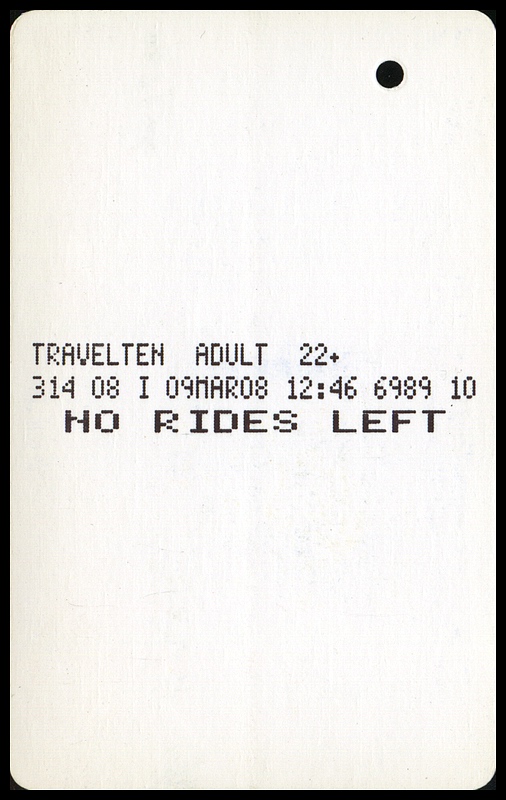 TRAVELTEN ADULT 22+
314 08 I 09MAR08 12:46 6989 10
NO RIDES LEFT